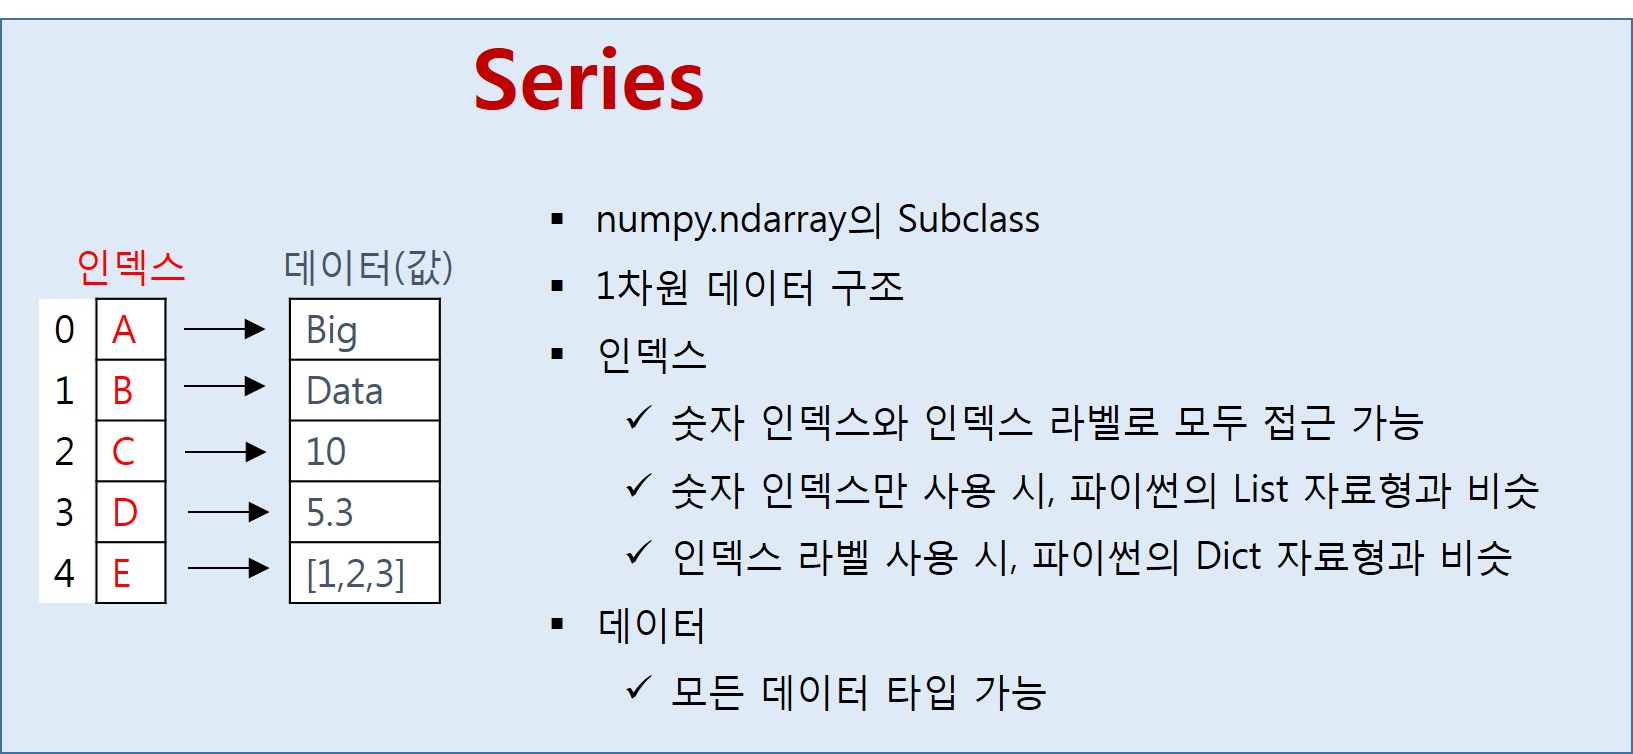 Series
인덱스 데이터(값)
0 A Big
1 B Data
2 C 10
3 D 5.3
4 E [1,2,3]
▪ numpy.ndarray의 Subclass
▪ 1차원 데이터 구조
▪ 인덱스
✓ 숫자 인덱스와 인덱스 라벨로 모두 접근 가능
✓ 숫자 인덱스만 사용 시, 파이썬의 List 자료형과 비슷
✓ 인덱스 라벨 사용 시, 파이썬의 Dict 자료형과 비슷
▪ 데이터
✓ 모든 데이터 타입 가능